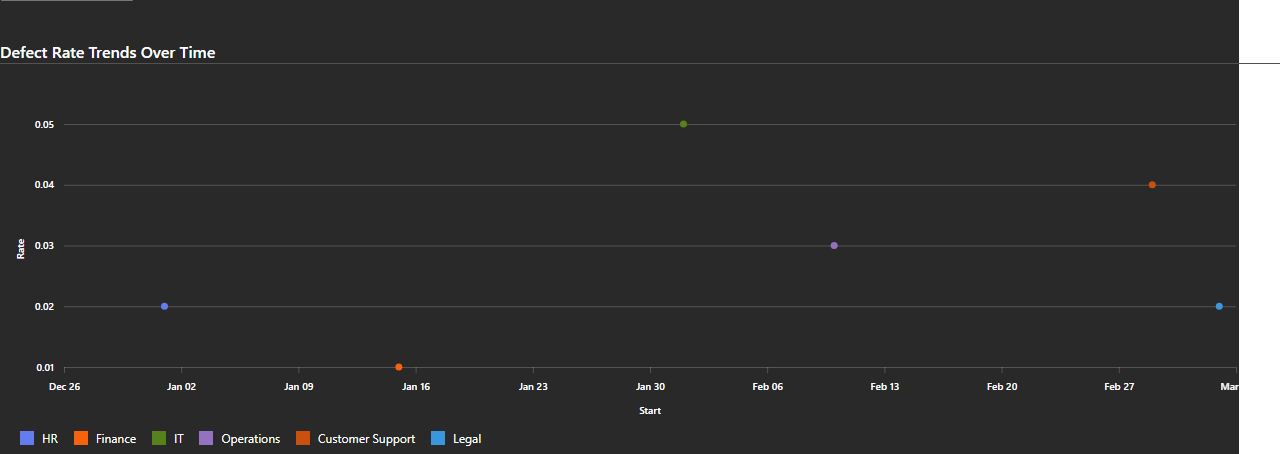 Defect Rate Trends Over Time
0.05
0.04
0.03
0.02
0.01
Rate
Dec 26 Jan 02 Jan 09 Jan 16 Jan 23 Jan 30 Feb 06 Feb 13 Feb 20 Feb 27 Mar
Start
HR Finance IT Operations Customer Support Legal